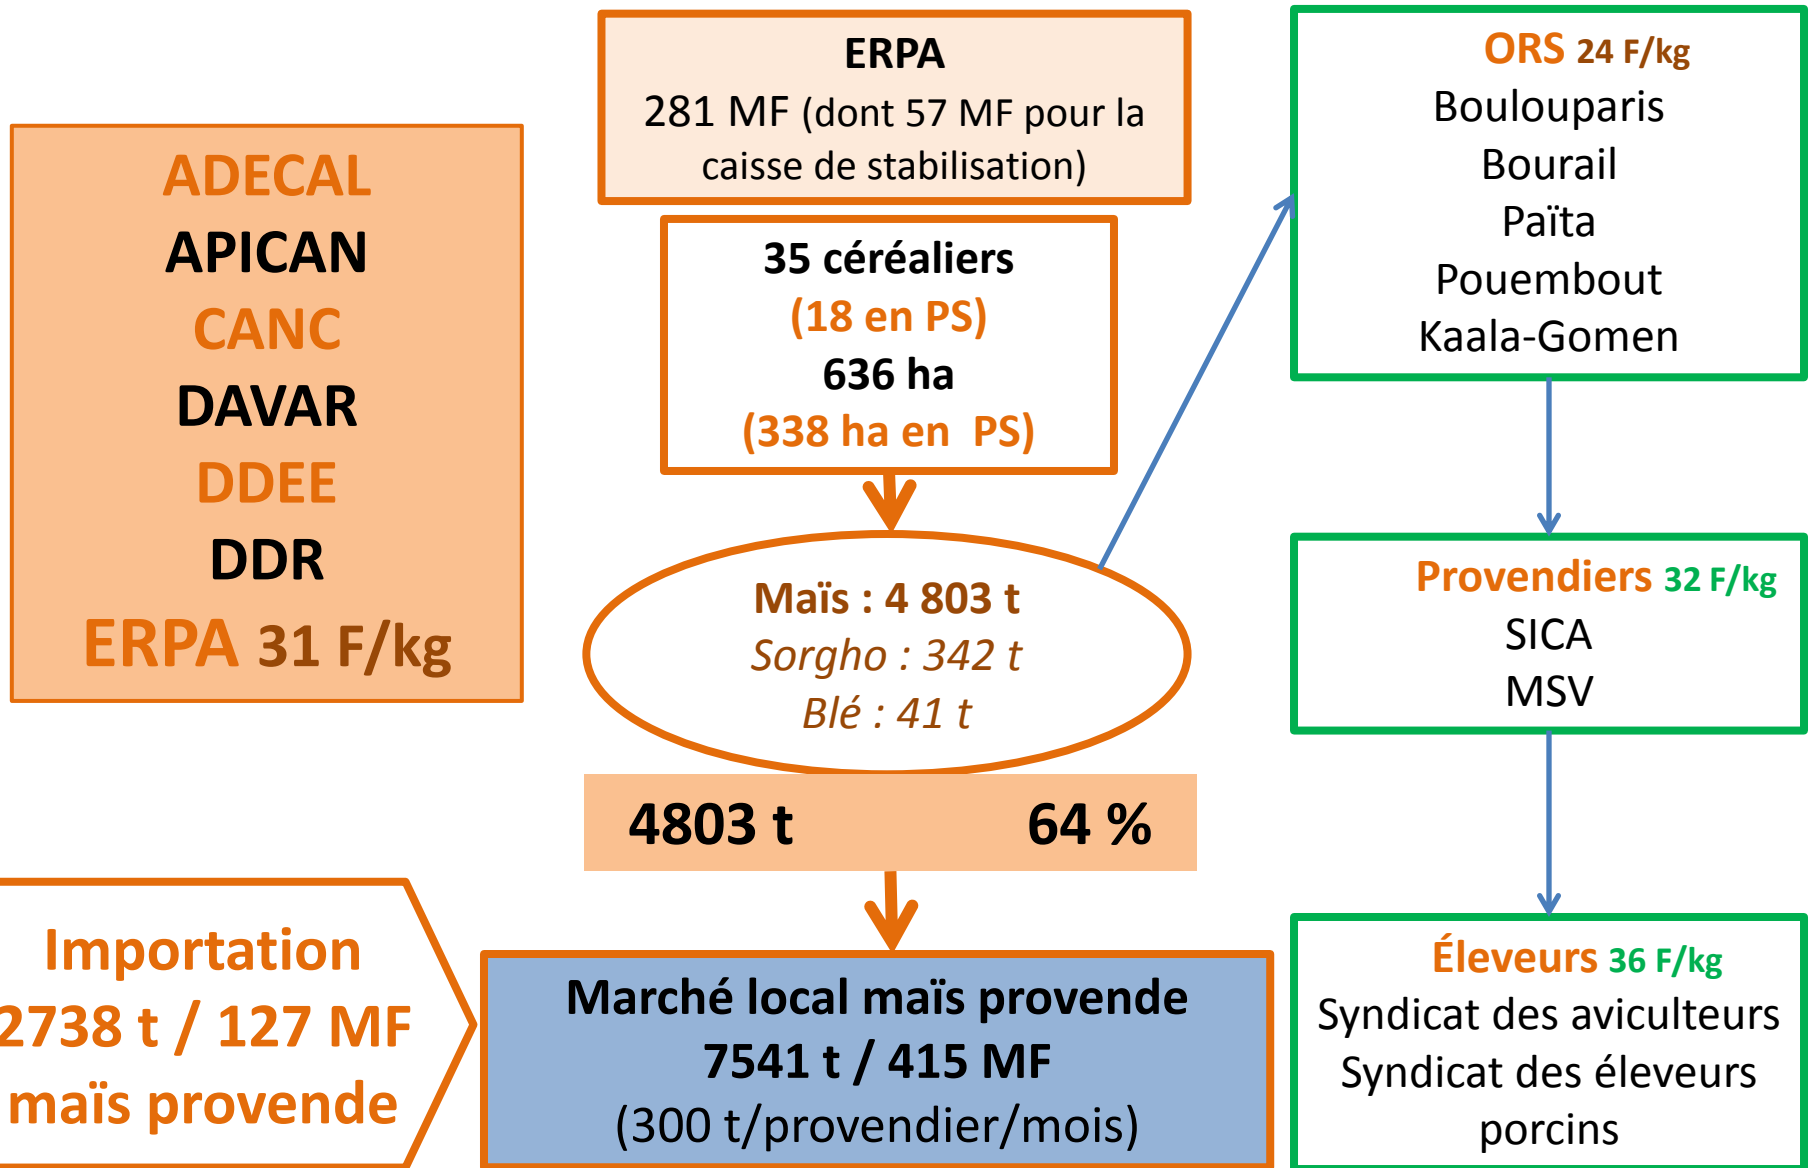 ADECAL
APICAN
CANC
DAVAR
DDEE
DDR
ERPA 31 F/kg
ERPA
281 MF (dont 57 MF pour la
caisse de stabilisation)
35 céréaliers
(18 en PS)
636 ha
(338 ha en PS)
Maïs : 4 803 t
Sorgho : 342 t
Blé : 41 t
4803 t 64 %
Importation
2738 t / 127 MF
maïs provende
Marché local maïs provende
7541 t / 415 MF
(300 t/provendier/mois)
ORS 24 F/kg
Boulouparis
Bourail
Païta
Pouembout
Kaala-Gomen
Provendiers 32 F/kg
SICA
MSV
Éleveurs 36 F/kg
Syndicat des aviculteurs
Syndicat des éleveurs
porcins